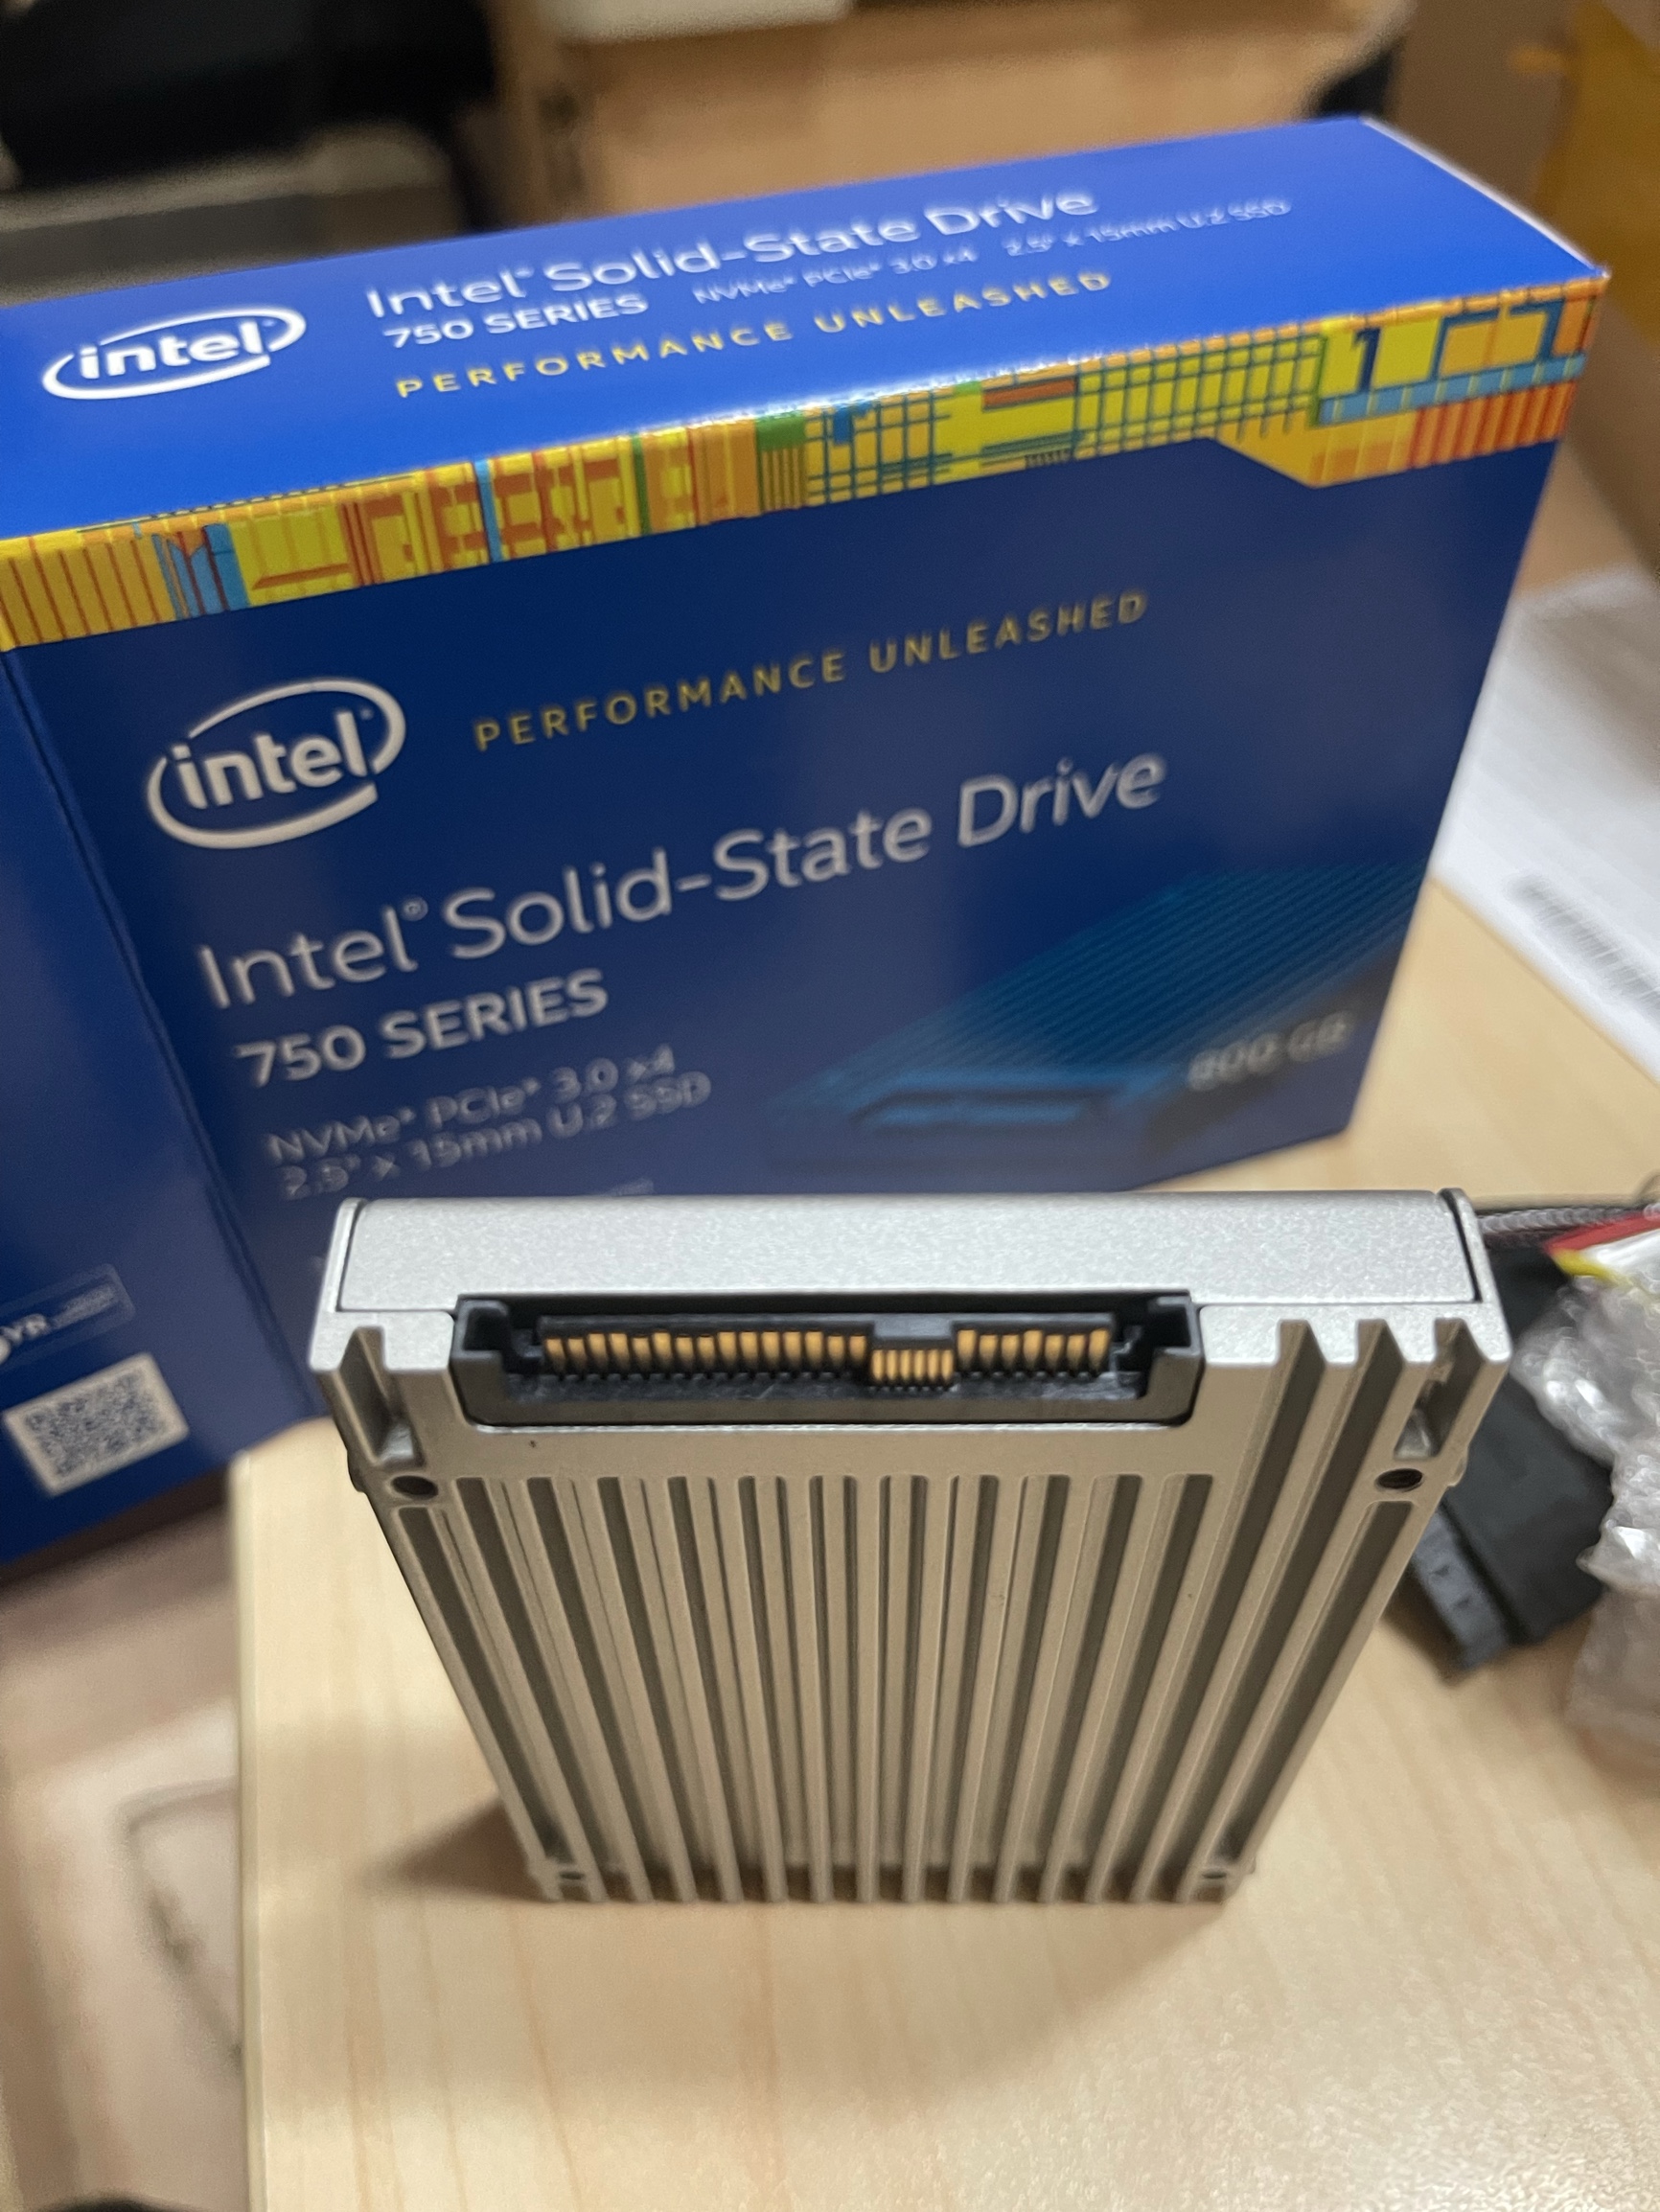 intel
Intel® Solid-State Drive
750 SERIES NVMe* PCIe* 3.0 x4 2.5" x 15mm U.2 SSD
PERFORMANCE UNLEASHED
intel
PERFORMANCE UNLEASHED
Intel® Solid-State Drive
750 SERIES
NVMe* PCIe* 3.0 x4
2.5" x 15mm U.2 SSD
800 GB
YR